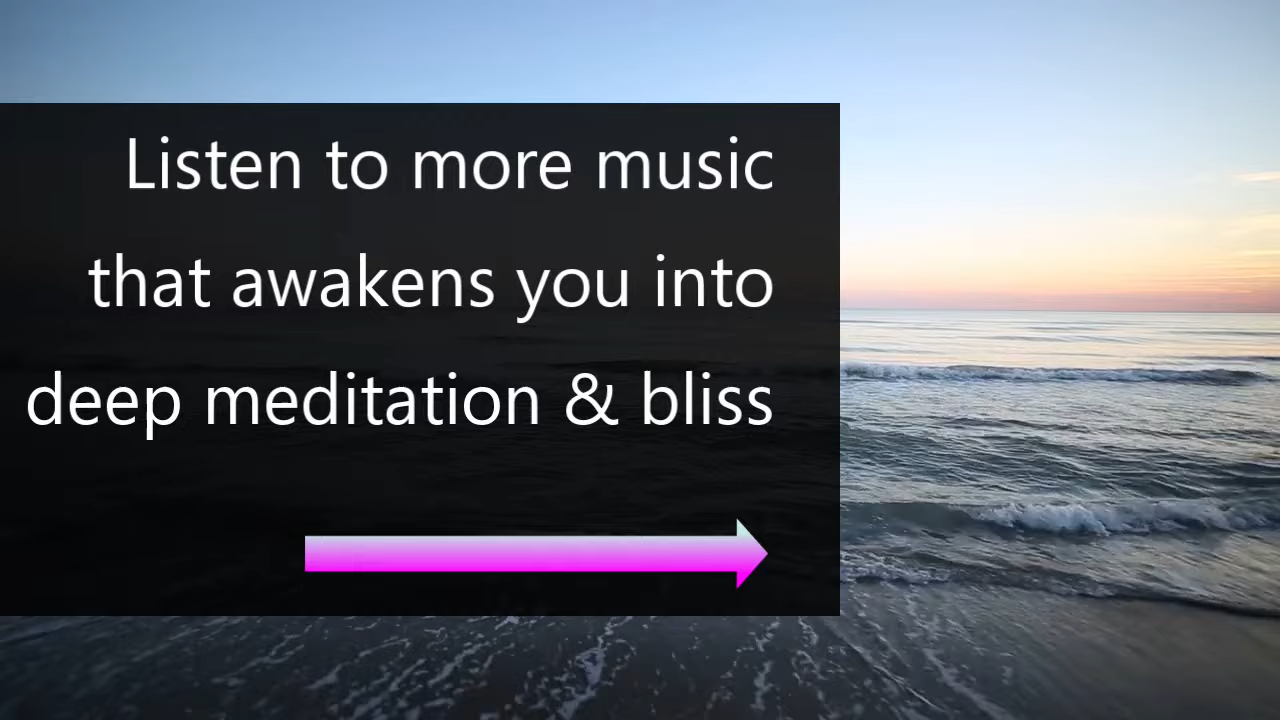 Listen to more music
that awakens you into
deep meditation & bliss